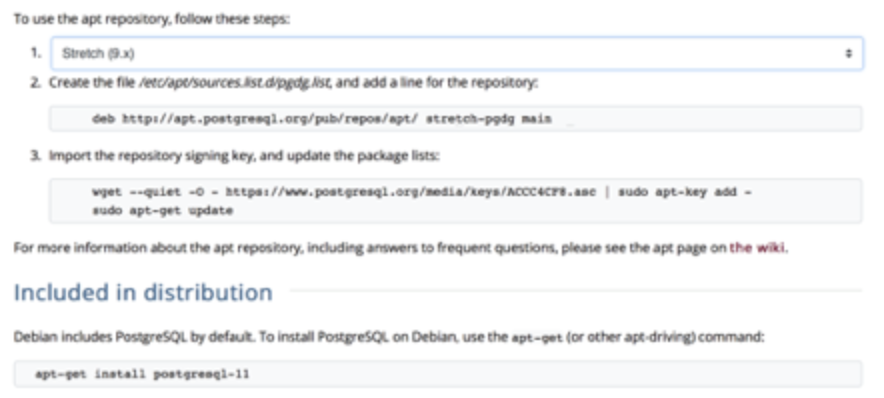 To use the apt repository, follow these steps:
1. Stretch (9.x)
2. Create the file /etc/apt/sources.list.d/pgdg.list, and add a line for the repository:
deb http://apt.postgresql.org/pub/repos/apt/ stretch-pgdg main
3. Import the repository signing key, and update the package lists:
wget --quiet -O - https://www.postgresql.org/media/keys/ACCC4CF8.asc | sudo apt-key add -
sudo apt-get update
For more information about the apt repository, including answers to frequent questions, please see the apt page on the wiki.
Included in distribution
Debian includes PostgreSQL by default. To install PostgreSQL on Debian, use the apt-get (or other apt-driving) command:
apt-get install postgresql-11